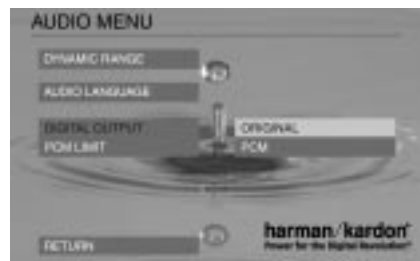 AUDIO MENU
DYNAMIC RANGE
AUDIO LANGUAGE
DIGITAL OUTPUT
ORIGINAL
PCM LIMIT
PCM
RETURN
harman/kardon
Power for the Digital Revolution